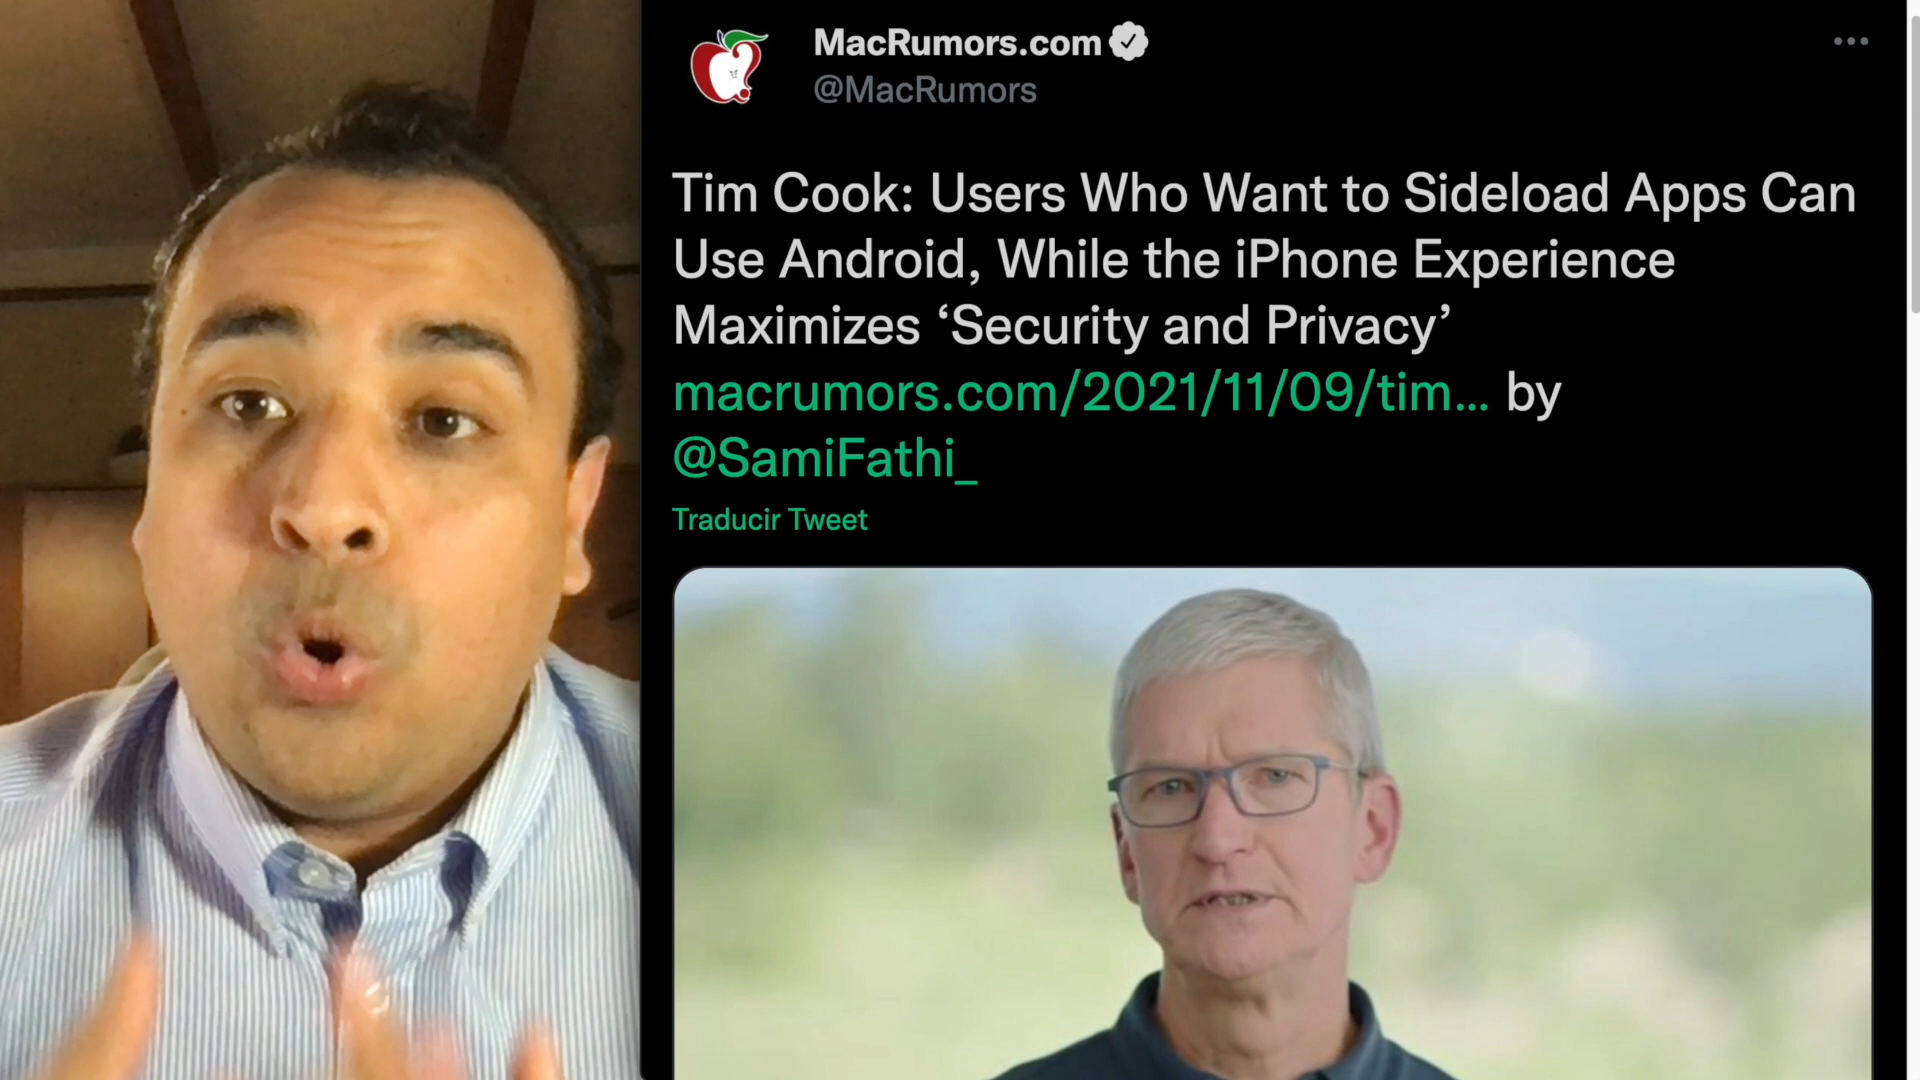 MacRumors.com
@MacRumors
Tim Cook: Users Who Want to Sideload Apps Can
Use Android, While the iPhone Experience
Maximizes ‘Security and Privacy’
macrumors.com/2021/11/09/tim… by
@SamiFathi_
Traducir Tweet